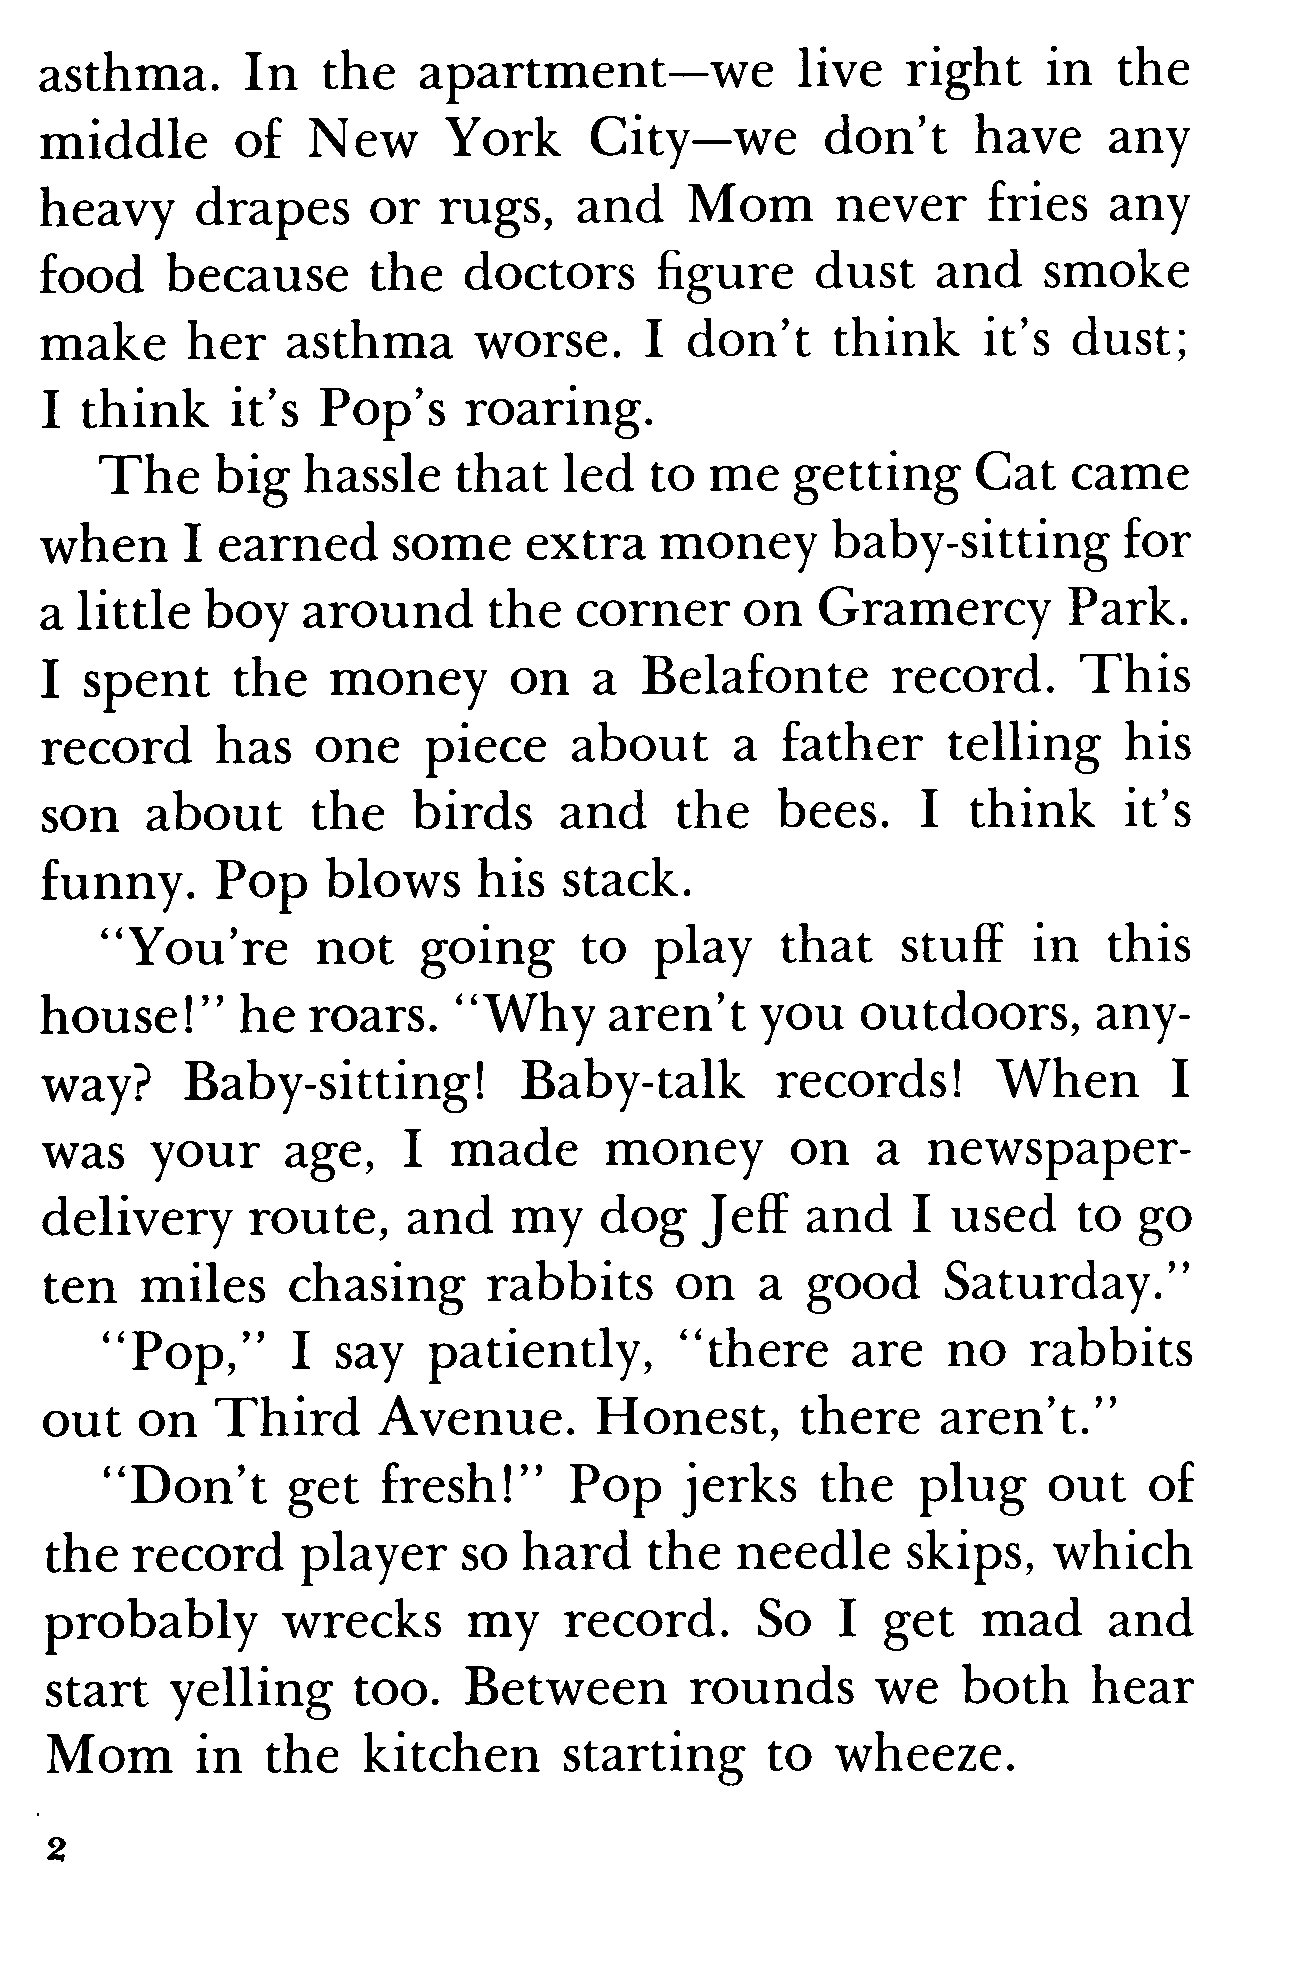 asthma. In the apartment—we live right in the
middle of New York City—we don't have any
heavy drapes or rugs, and Mom never fries any
food because the doctors figure dust and smoke
make her asthma worse. I don't think it's dust;
I think it's Pop's roaring.
The big hassle that led to me getting Cat came
when I earned some extra money baby-sitting for
a little boy around the corner on Gramercy Park.
I spent the money on a Belafonte record. This
record has one piece about a father telling his
son about the birds and the bees. I think it's
funny. Pop blows his stack.
“You're not going to play that stuff in this
house!” he roars. “Why aren't you outdoors, any-
way? Baby-sitting! Baby-talk records! When I
was your age, I made money on a newspaper-
delivery route, and my dog Jeff and I used to go
ten miles chasing rabbits on a good Saturday.”
“Pop,” I say patiently, “there are no rabbits
out on Third Avenue. Honest, there aren't.”
“Don't get fresh!” Pop jerks the plug out of
the record player so hard the needle skips, which
probably wrecks my record. So I get mad and
start yelling too. Between rounds we both hear
Mom in the kitchen starting to wheeze.
2